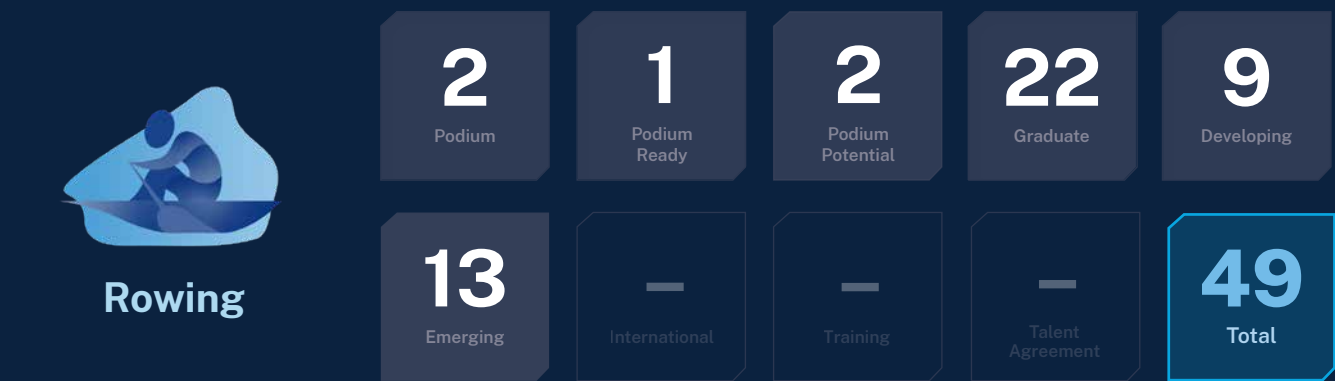 2
Podium
1
Podium
Ready
2
Podium
Potential
22
Graduate
9
Developing
Rowing
13
Emerging
–
International
–
Training
–
Talent
Agreement
49
Total